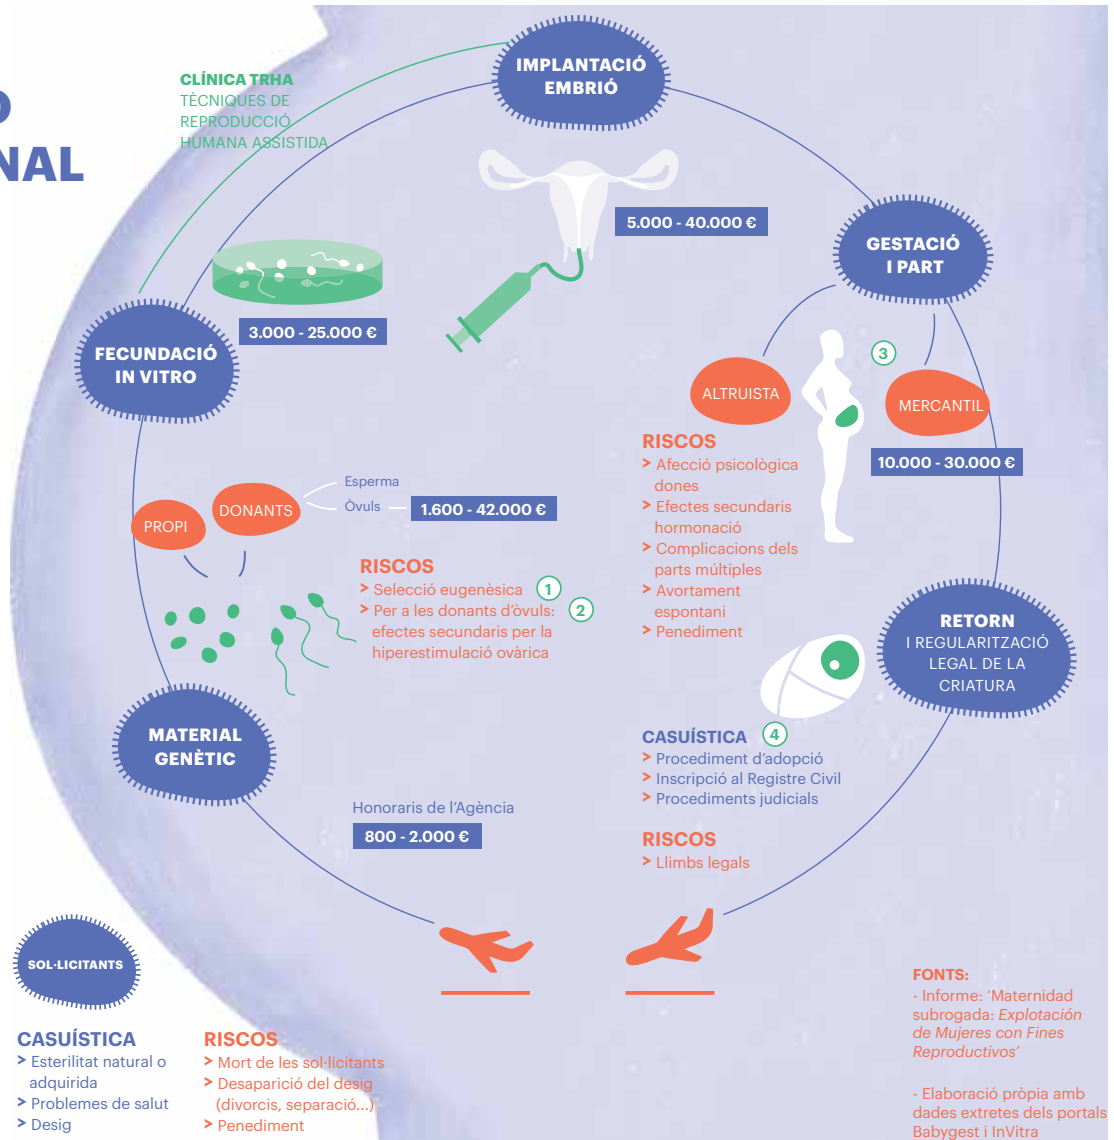 O
NAL
CLÍNICA TRHA
TÈCNIQUES DE
REPRODUCCIÓ
HUMANA ASSISTIDA
IMPLANTACIÓ
EMBRIÓ
5.000 - 40.000 €
GESTACIÓ
I PART
3.000 - 25.000 €
FECUNDACIÓ
IN VITRO
3
ALTRUISTA
MERCANTIL
10.000 - 30.000 €
RISCOS
> Afecció psicològica
dones
> Efectes secundaris
hormonació
> Complicacions dels
parts múltiples
> Avortament
espontani
> Penediment
PROPI
DONANTS
Esperma
Òvuls
1.600 - 42.000 €
RISCOS
> Selecció eugenèsica 1
> Per a les donants d'òvuls: 2
efectes secundaris per la
hiperestimulació ovàrica
RETORN
I REGULARITZACIÓ
LEGAL DE LA
CRIATURA
MATERIAL
GENÈTIC
CASUÍSTICA 4
> Procediment d'adopció
> Inscripció al Registre Civil
> Procediments judicials
Honoraris de l'Agència
800 - 2.000 €
RISCOS
> Llimbs legals
SOL·LICITANTS
CASUÍSTICA
> Esterilitat natural o
adquirida
> Problemes de salut
> Desig
RISCOS
> Mort de les sol·licitants
> Desaparició del desig
(divorcis, separació...)
> Penediment
FONTS:
- Informe: 'Maternidad
subrogada: Explotación
de Mujeres con Fines
Reproductivos'
- Elaboració pròpia amb
dades extretes dels portals
Babygest i InVitra